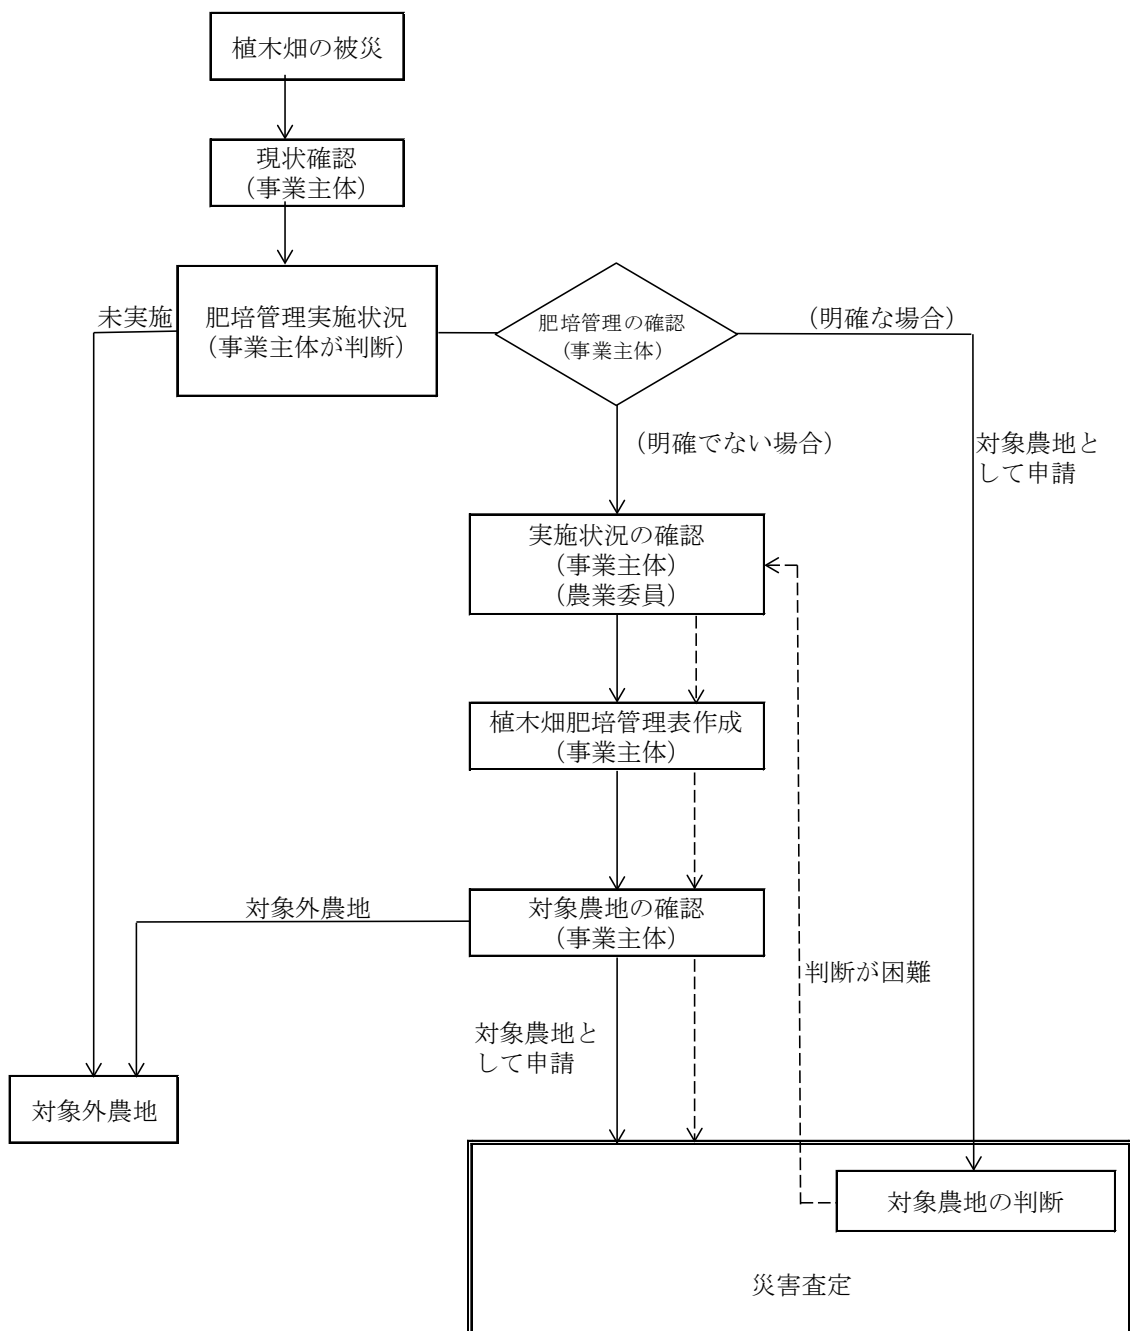 植木畑の被災
現状確認
(事業主体)
未実施
肥培管理実施状況
(事業主体が判断)
肥培管理の確認
(事業主体)
(明確な場合)
(明確でない場合)
対象農地と
して申請
実施状況の確認
(事業主体)
(農業委員)
植木畑肥培管理表作成
(事業主体)
対象外農地
対象農地の確認
(事業主体)
判断が困難
対象農地と
して申請
対象外農地
対象農地の判断
災害査定